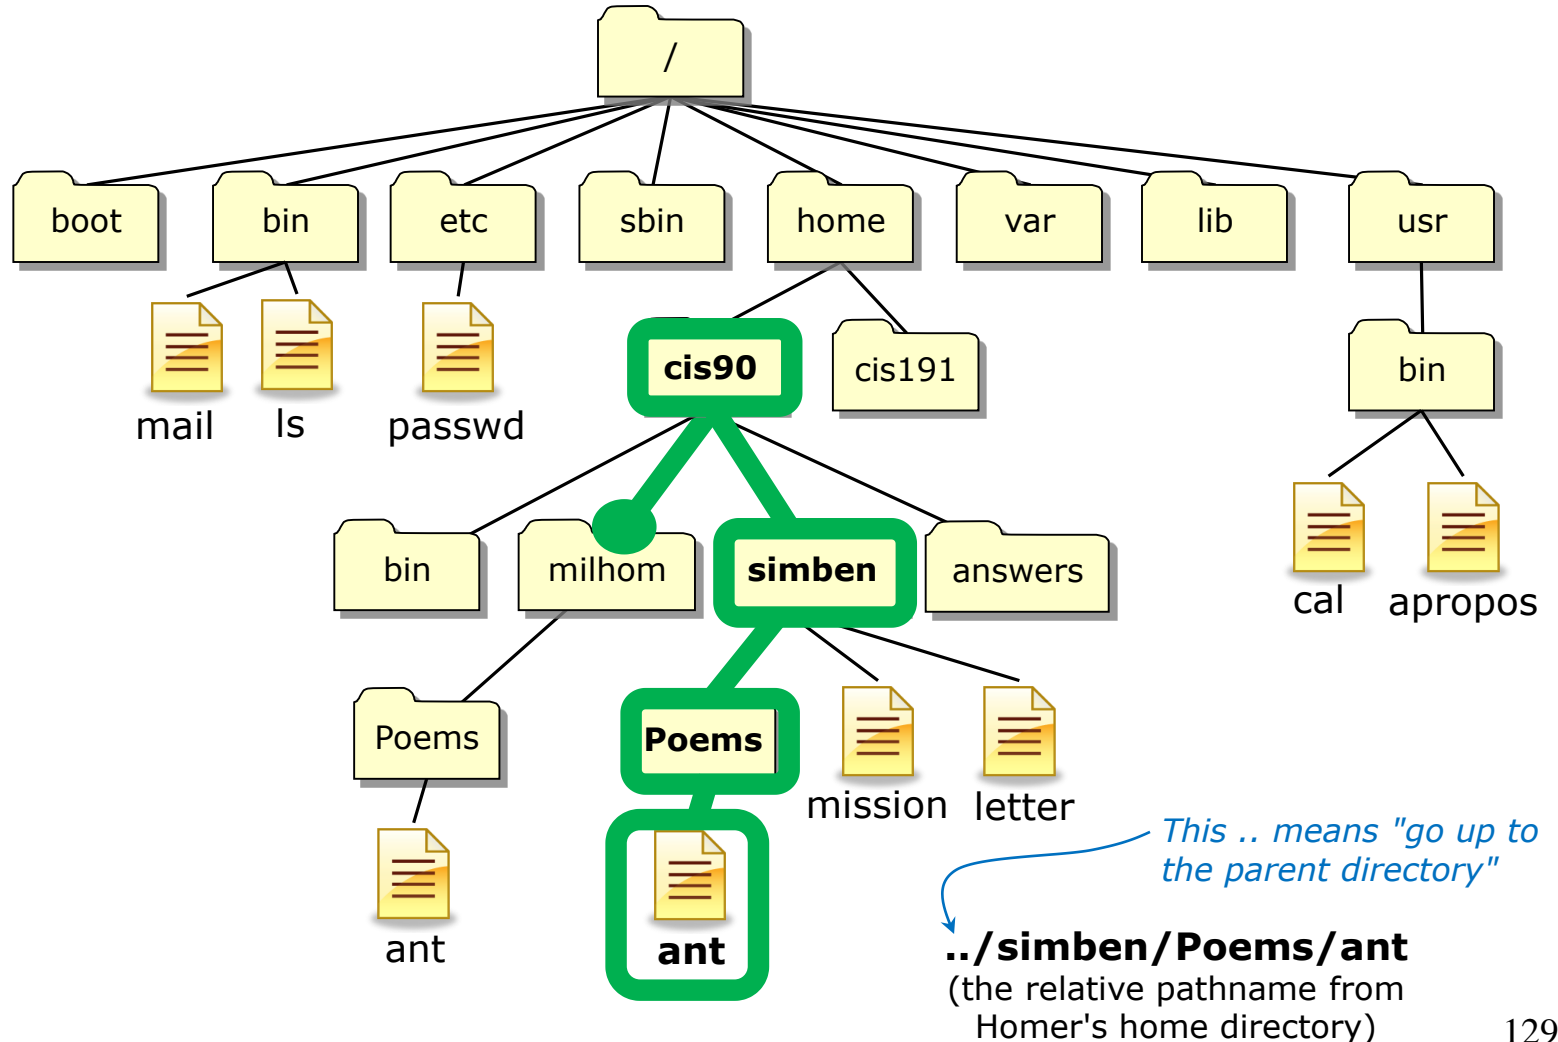 /
boot
bin
etc
sbin
home
var
lib
usr
mail
ls
passwd
cis90
cis191
bin
cal
apropos
bin
milhom
simben
answers
Poems
Poems
mission
letter
ant
ant
This .. means "go up to
the parent directory"
../simben/Poems/ant
(the relative pathname from
Homer's home directory)
129